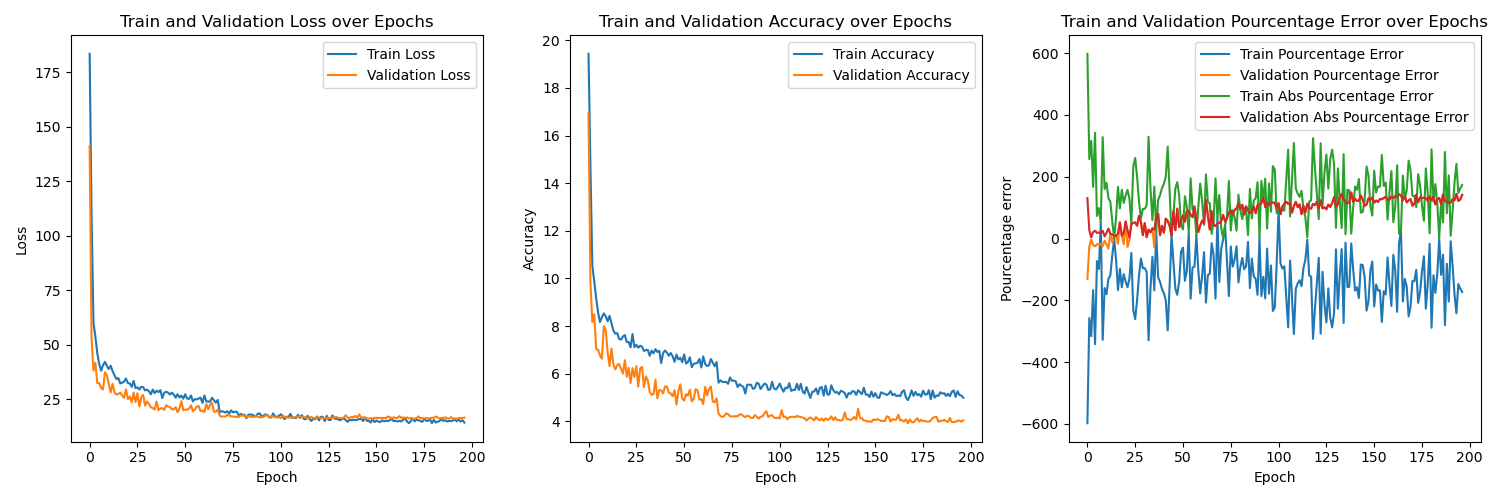 Train and Validation Loss over Epochs
Loss
175
150
125
100
75
50
25
0 25 50 75 100 125 150 175 200
Epoch
Train Loss
Validation Loss
Train and Validation Accuracy over Epochs
Accuracy
20
18
16
14
12
10
8
6
4
0 25 50 75 100 125 150 175 200
Epoch
Train Accuracy
Validation Accuracy
Train and Validation Pourcentage Error over Epochs
Pourcentage error
600
400
200
0
−200
−400
−600
0 25 50 75 100 125 150 175 200
Epoch
Train Pourcentage Error
Validation Pourcentage Error
Train Abs Pourcentage Error
Validation Abs Pourcentage Error